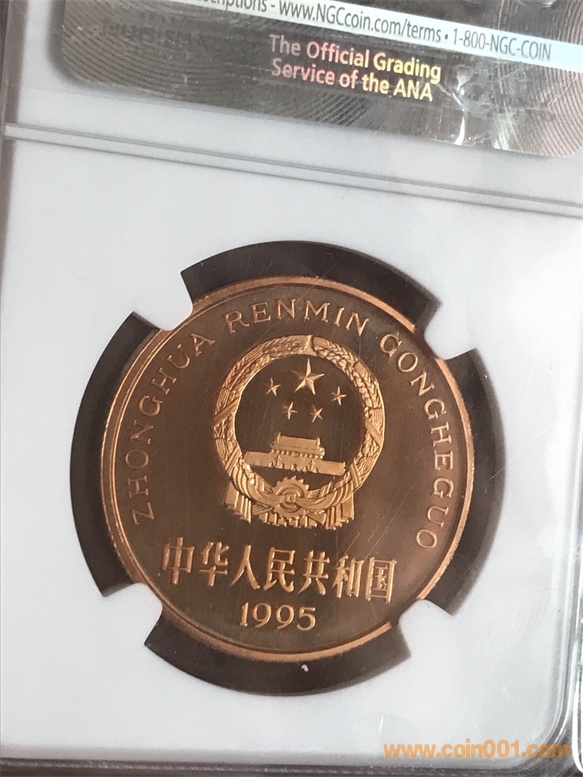 scriptions - www.NGCcoin.com/terms • 1-800-NGC-COIN
The Official Grading
Service of the ANA
ZHONGHUA RENMIN GONGHEGUO
中华人民共和国
1995
www.coin001.com